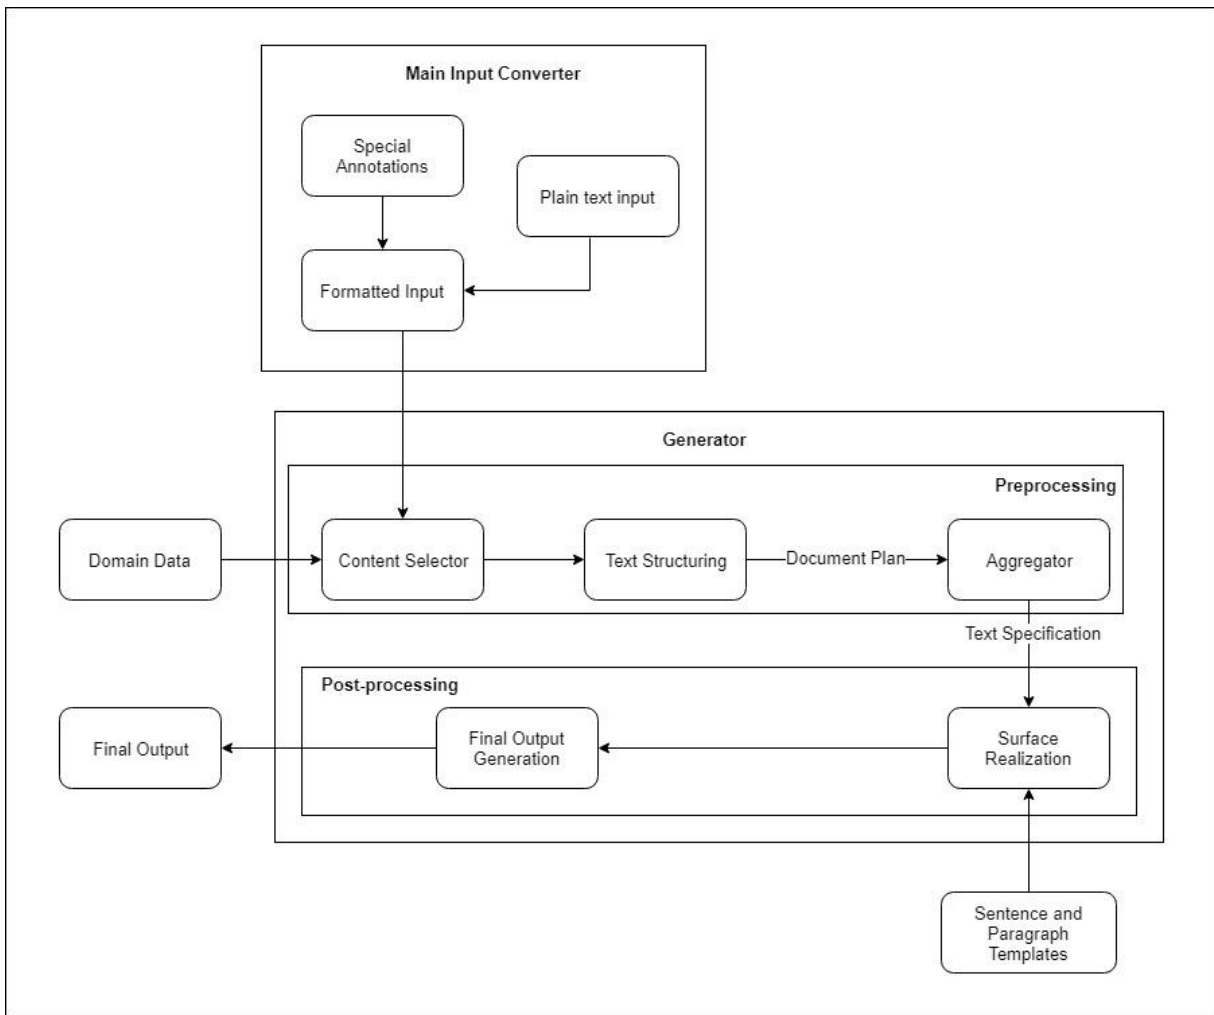 Main Input Converter
Special
Annotations
Plain text input
Formatted Input
Generator
Preprocessing
Domain Data
Content Selector
Text Structuring
Document Plan
Aggregator
Text Specification
Post-processing
Final Output
Final Output
Generation
Surface
Realization
Sentence and
Paragraph
Templates